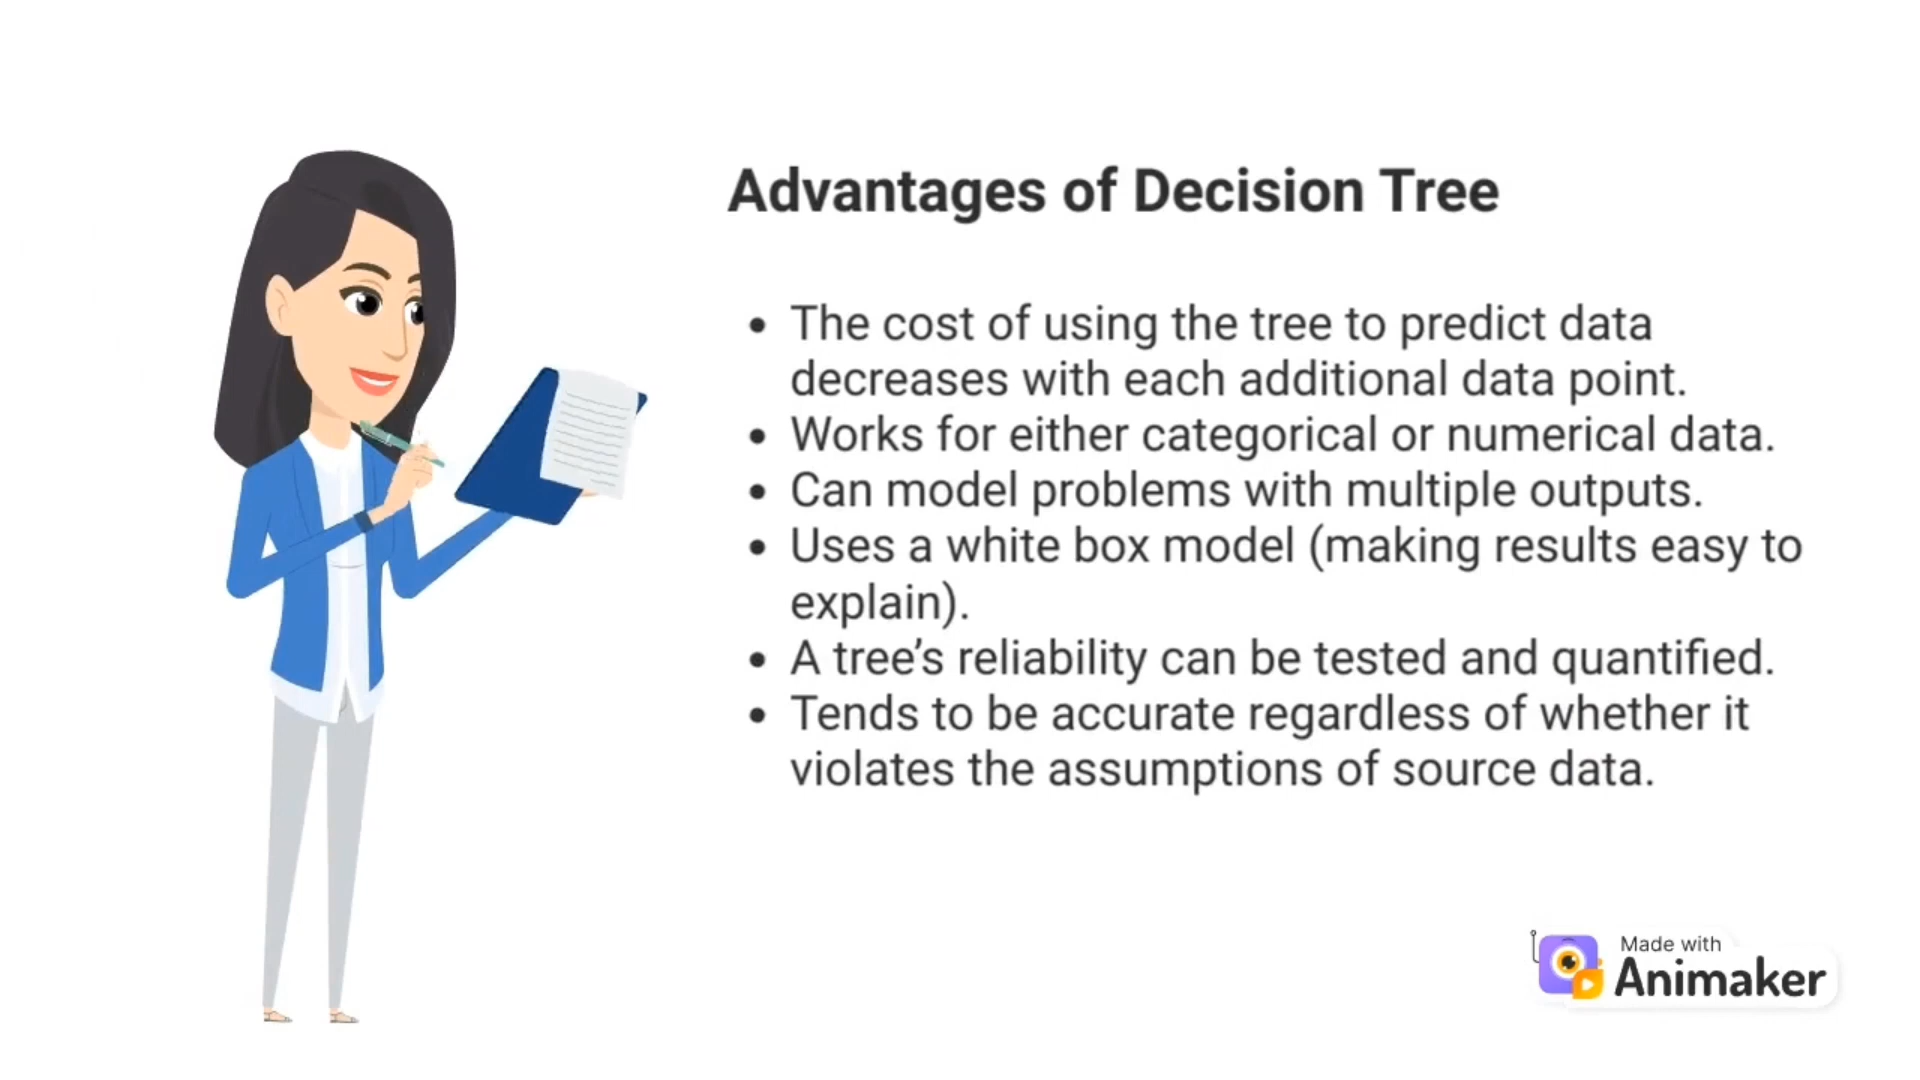 Advantages of Decision Tree
• The cost of using the tree to predict data
decreases with each additional data point.
• Works for either categorical or numerical data.
• Can model problems with multiple outputs.
• Uses a white box model (making results easy to
explain).
• A tree’s reliability can be tested and quantified.
• Tends to be accurate regardless of whether it
violates the assumptions of source data.
Made with
Animaker